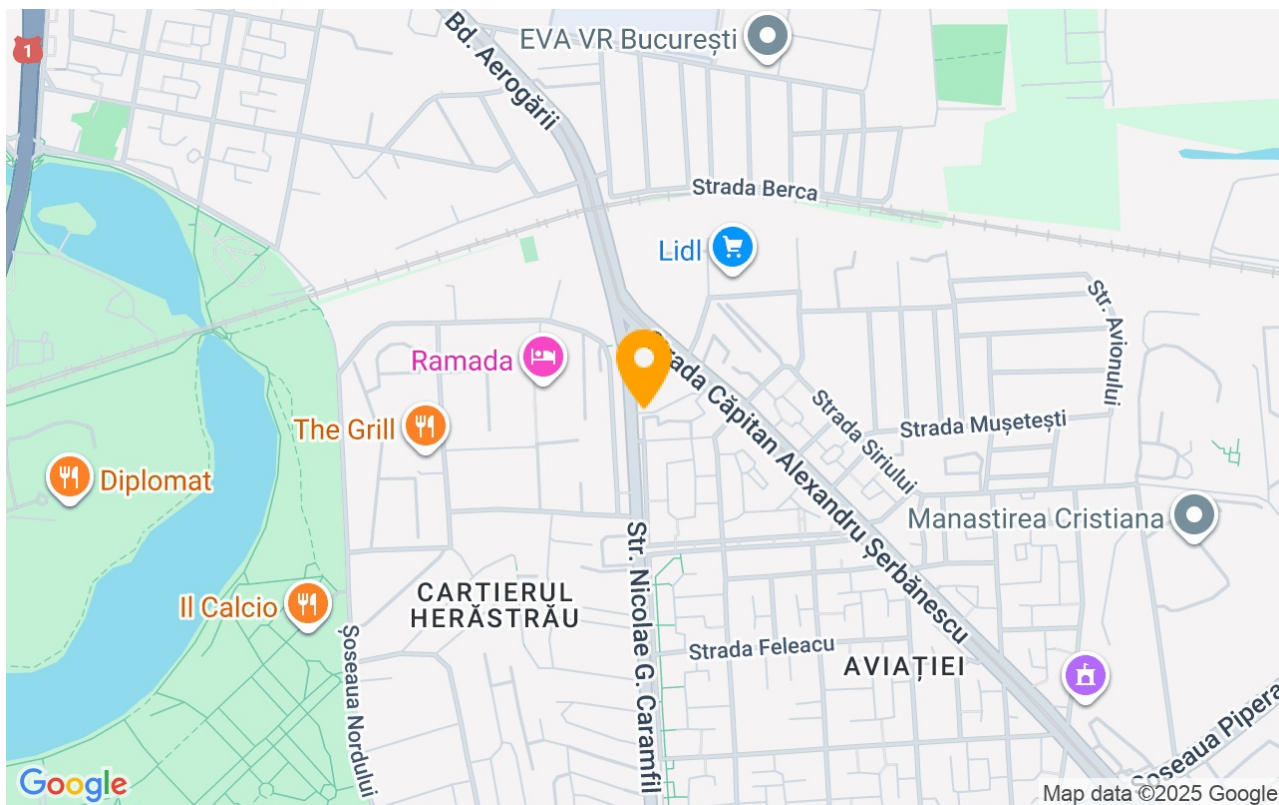 1
Bd. Aerogării
EVA VR București
Strada Berca
Lidl
Str. Avionului
Ramada
Strada Căpitan Alexandru Șerbănescu
The Grill
Strada Siriului
Strada Mușetești
Diplomat
Manastirea Cristiana
Str. Nicolae G. Caramfil
CARTIERUL
HERĂSTRĂU
Il Calcio
Șoseaua Nordului
Strada Feleacu
AVIAȚIEI
Șoseaua Pipera
Google
Map data ©2025 Google